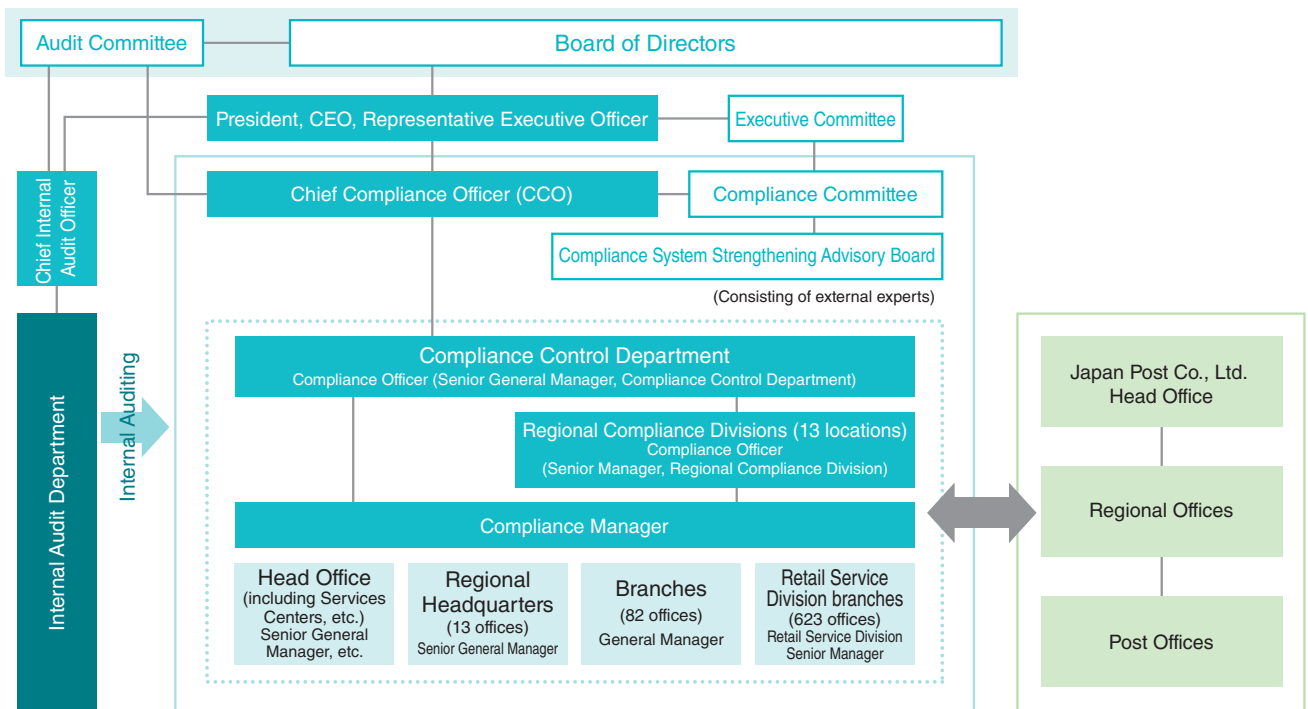 Audit Committee
Board of Directors
President, CEO, Representative Executive Officer
Executive Committee
Chief Internal
Audit Officer
Chief Compliance Officer (CCO)
Compliance Committee
Compliance System Strengthening Advisory Board
(Consisting of external experts)
Internal Audit Department
Internal Auditing
Compliance Control Department
Compliance Officer (Senior General Manager, Compliance Control Department)
Regional Compliance Divisions (13 locations)
Compliance Officer
(Senior Manager, Regional Compliance Division)
Compliance Manager
Head Office
(including Services
Centers, etc.)
Senior General
Manager, etc.
Regional
Headquarters
(13 offices)
Senior General Manager
Branches
(82 offices)
General Manager
Retail Service
Division branches
(623 offices)
Retail Service Division
Senior Manager
Japan Post Co., Ltd.
Head Office
Regional Offices
Post Offices